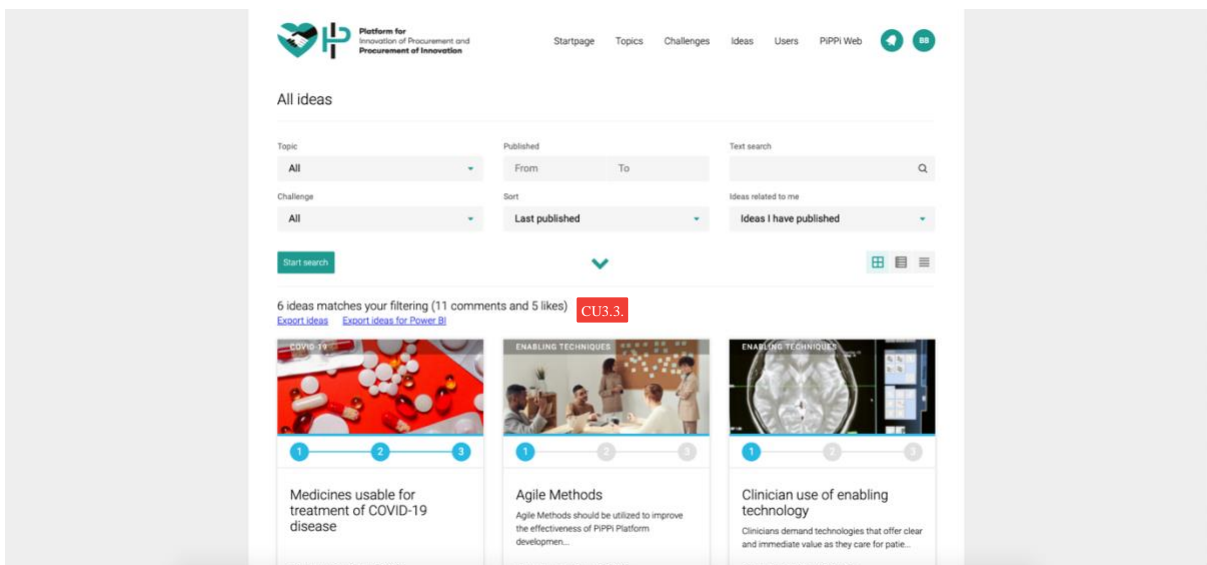 Platform for
Innovation of Procurement and
Procurement of Innovation
Startpage Topics Challenges Ideas Users PiPPi Web BB
All ideas
Topic Published Text search
All From To
Challenge Sort Ideas related to me
All Last published Ideas I have published
Start search
6 ideas matches your filtering (11 comments and 5 likes) CU3.3.
Export ideas Export ideas for Power BI
COVID-19 ENABLING TECHNIQUES ENABLING TECHNIQUES
1 2 3 1 2 3 1 2 3
Medicines usable for
treatment of COVID-19
disease
Agile Methods
Agile Methods should be utilized to improve
the effectiveness of PiPPi Platform
developmen...
Clinician use of enabling
technology
Clinicians demand technologies that offer clear
and immediate value as they care for patie...